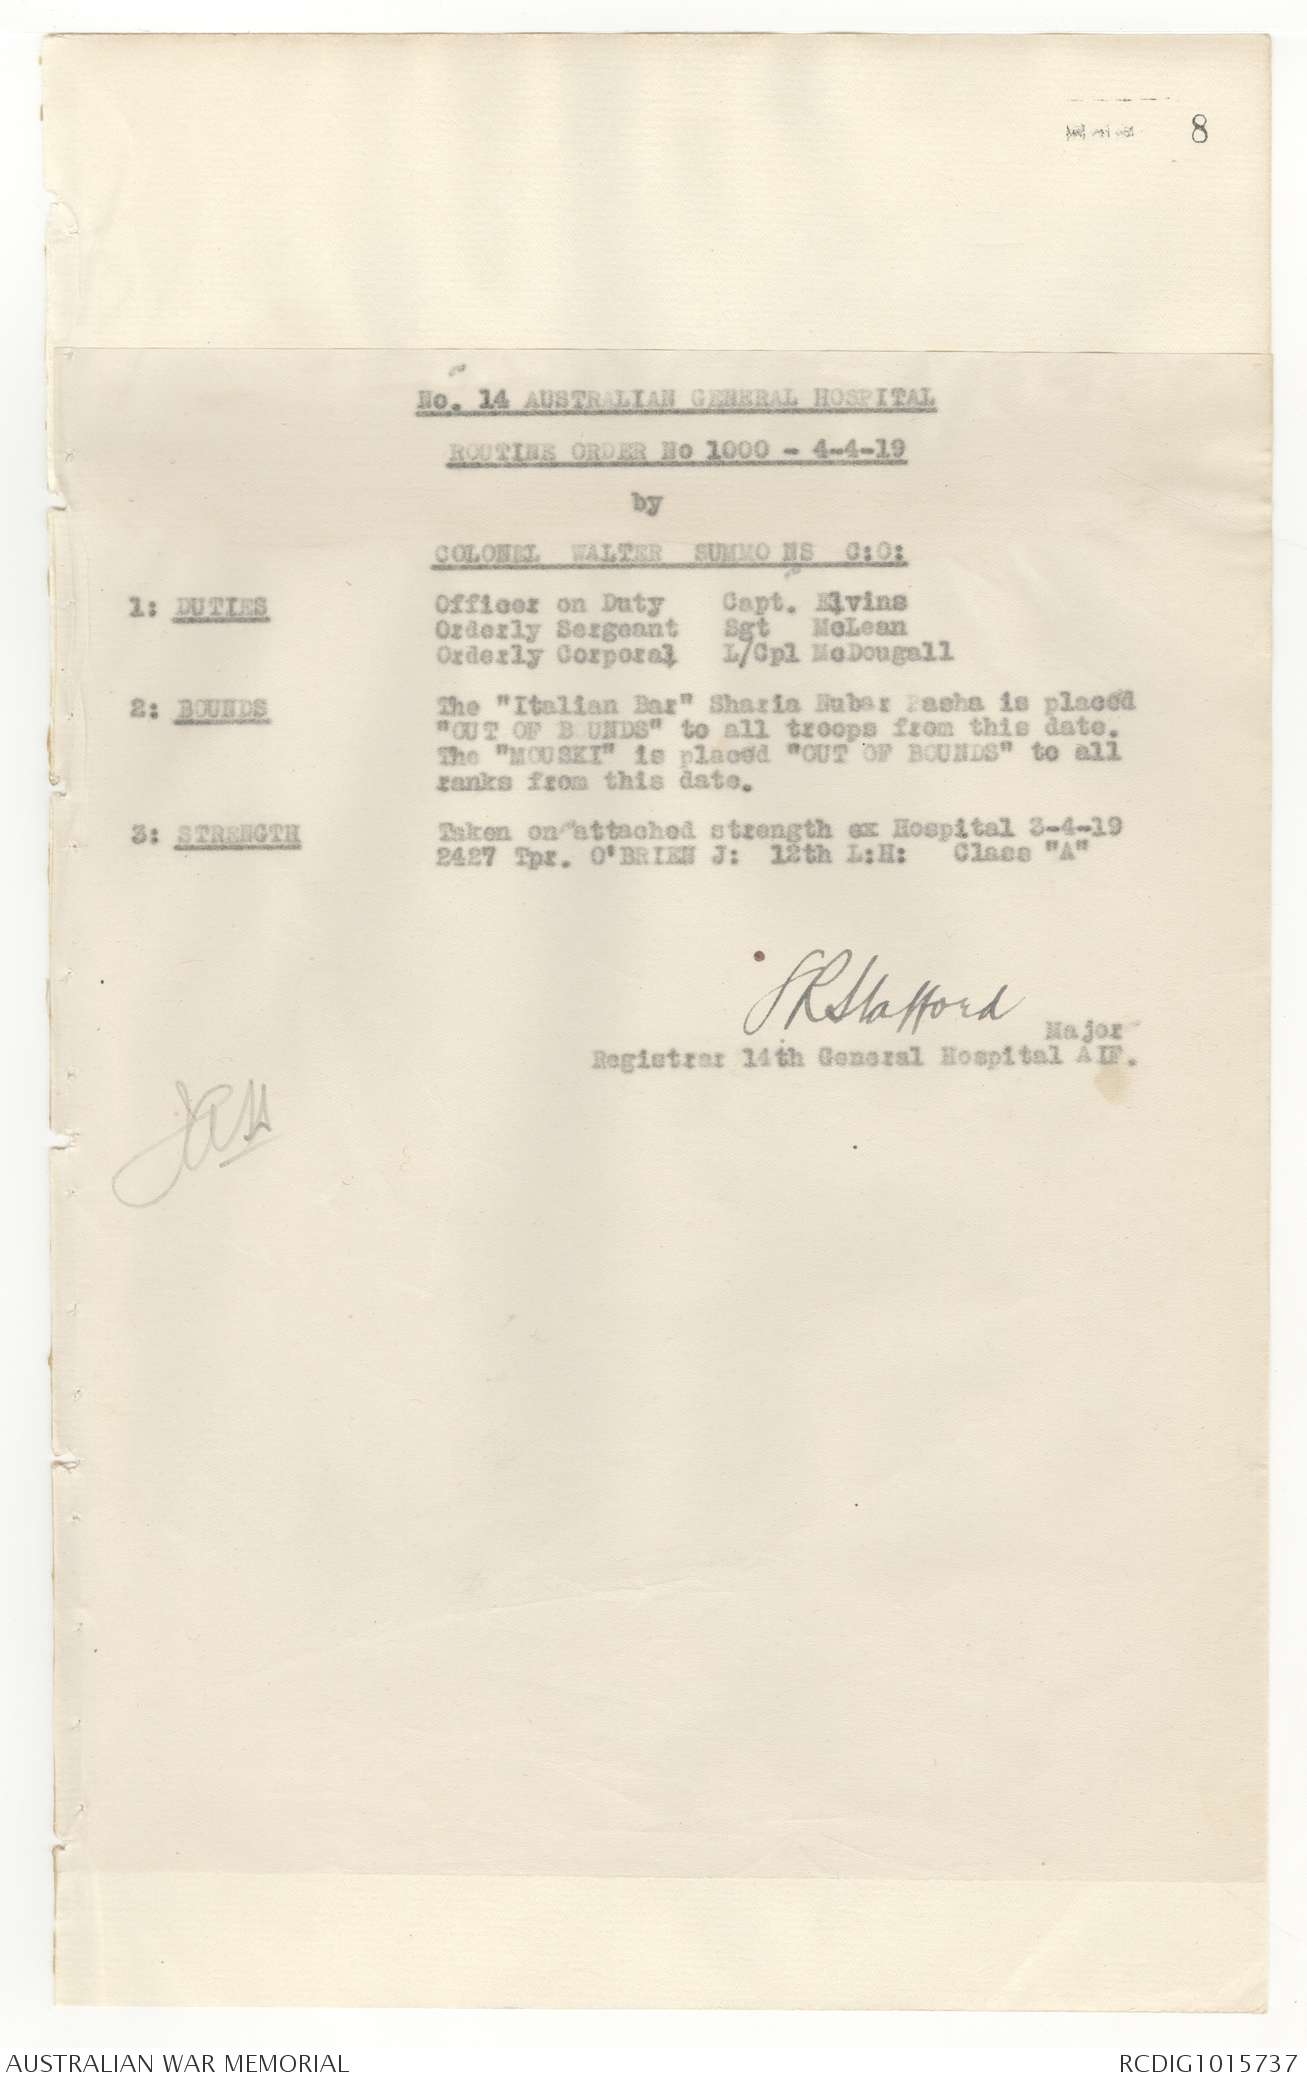 8
No. 14 AUSTRALIAN GENERAL HOSPITAL
ROUTINE ORDER No 1000 - 4-4-19
by
COLONEL WALTER SUMMONS C:O:
1: DUTIES Officer on Duty Capt. Elvins
Orderly Sergeant Sgt McLean
Orderly Corporal L/Cpl McDougall
2: BOUNDS The "Italian Bar" Sharia Nubar Pasha is placed
"OUT OF BOUNDS" to all troops from this date.
The "MOUSKI" is placed "OUT OF BOUNDS" to all
ranks from this date.
3: STRENGTH Taken on attached strength ex Hospital 3-4-19
2427 Tpr. O'BRIEN J: 12th L:H: Class "A"
SRStafford Major
Registrar 14th General Hospital AIF.
AUSTRALIAN WAR MEMORIAL RCDIG1015737